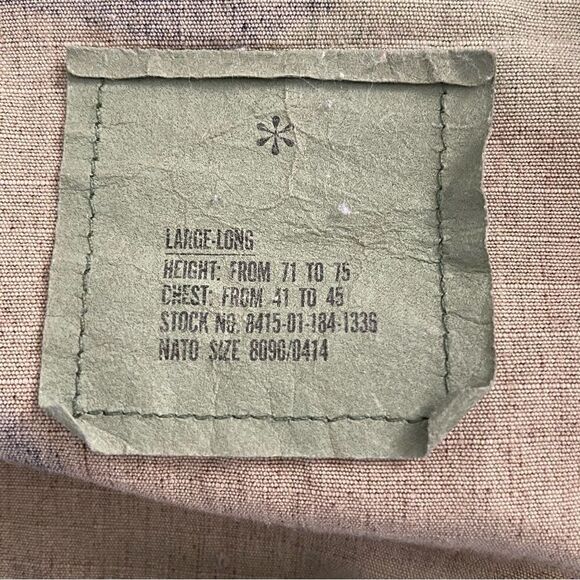 *
LARGE-LONG
HEIGHT: FROM 71 TO 75
CHEST: FROM 41 TO 45
STOCK NO. 8415-01-184-1336
NATO SIZE 8090/0414